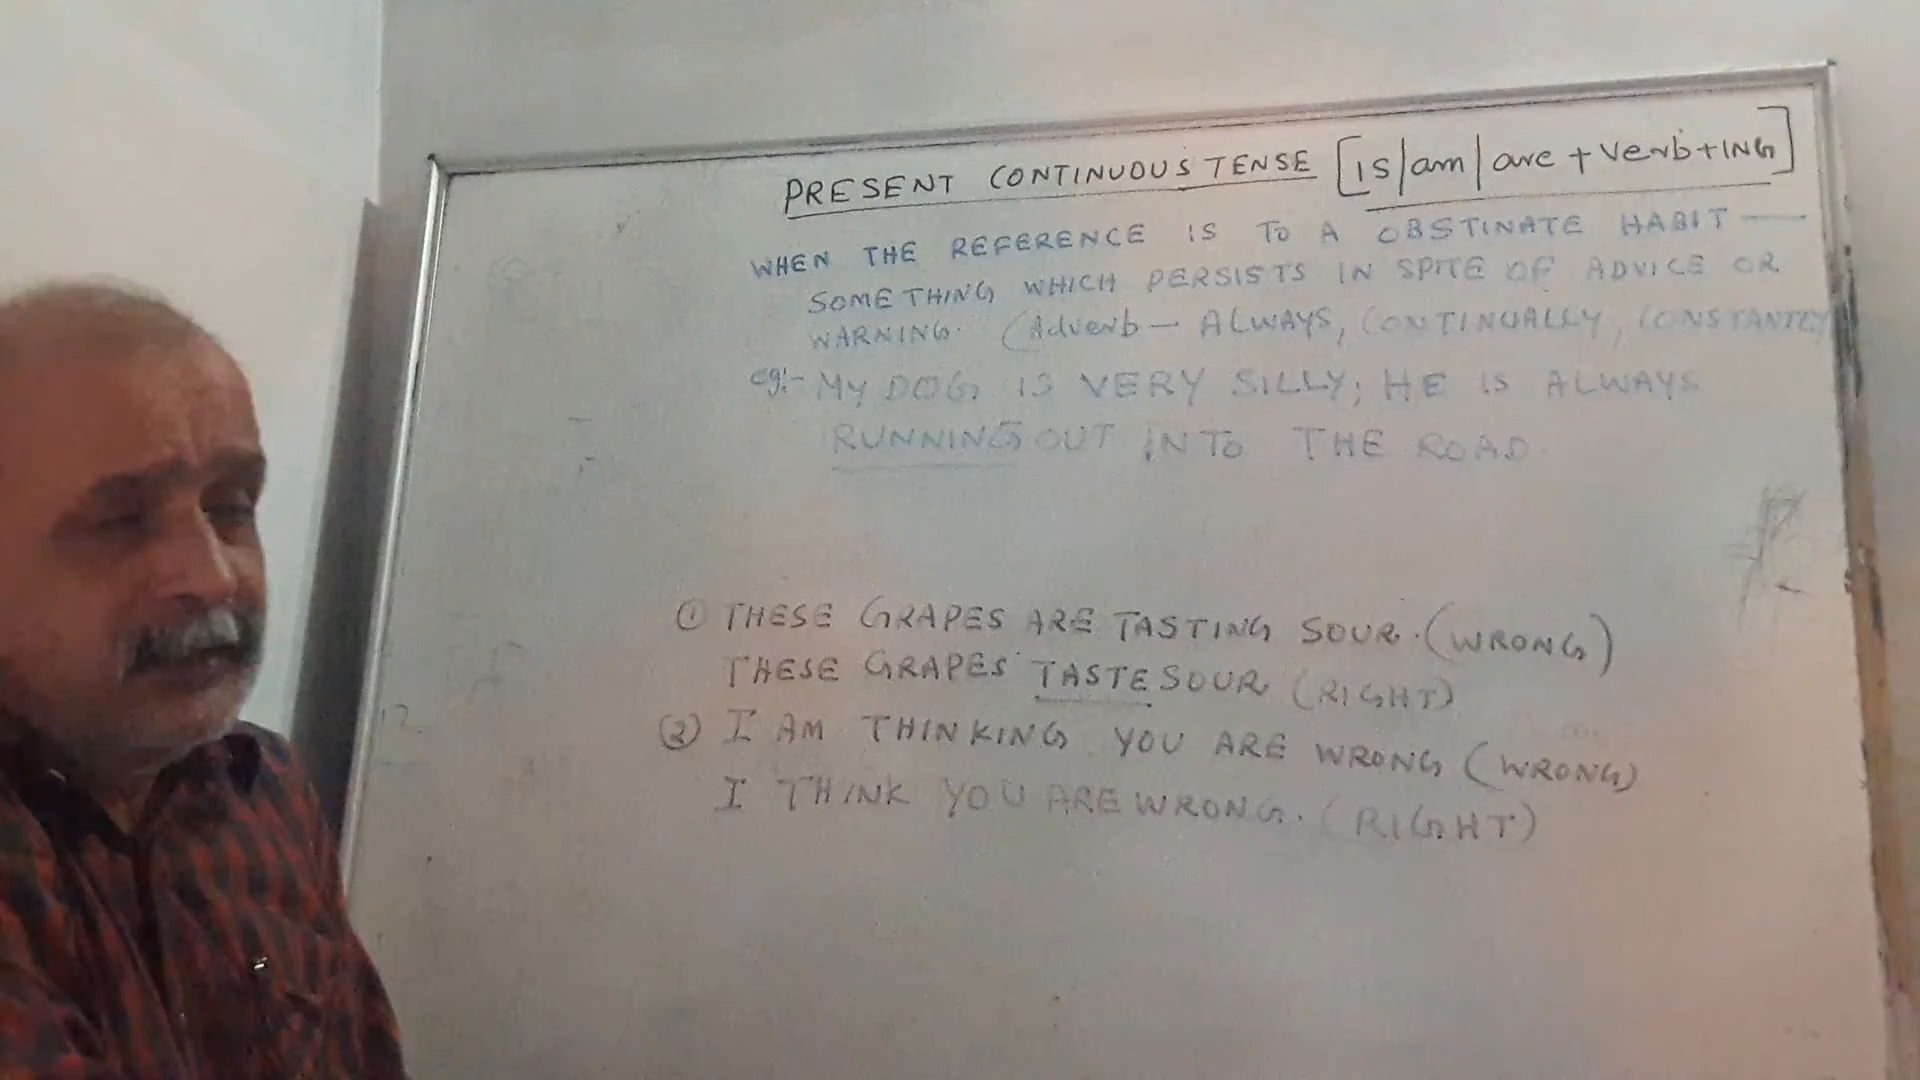 PRESENT CONTINUOUS TENSE [IS/am/are + Verb+ING]
WHEN THE REFERENCE IS TO A OBSTINATE HABIT —
SOMETHING WHICH PERSISTS IN SPITE OF ADVICE OR
WARNING. (Adverb — ALWAYS, CONTINUALLY, CONSTANTLY
eg:- MY DOG IS VERY SILLY; HE IS ALWAYS
RUNNING OUT INTO THE ROAD.
① THESE GRAPES ARE TASTING SOUR. (WRONG)
THESE GRAPES TASTE SOUR (RIGHT)
② I AM THINKING YOU ARE WRONG (WRONG)
I THINK YOU ARE WRONG. (RIGHT)